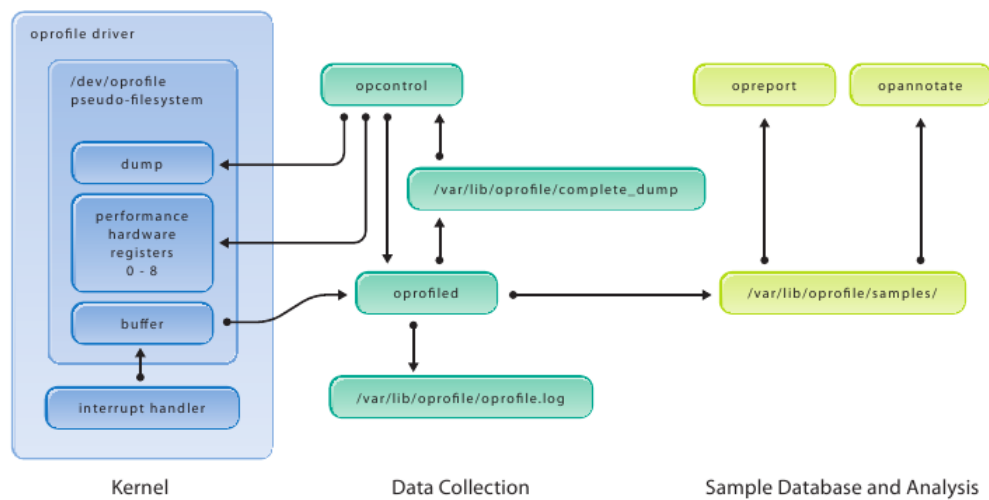 oprofile driver
/dev/oprofile
pseudo-filesystem
dump
performance
hardware
registers
0 - 8
buffer
interrupt handler
Kernel
opcontrol
/var/lib/oprofile/complete_dump
oprofiled
/var/lib/oprofile/oprofile.log
Data Collection
opreport
opannotate
/var/lib/oprofile/samples/
Sample Database and Analysis